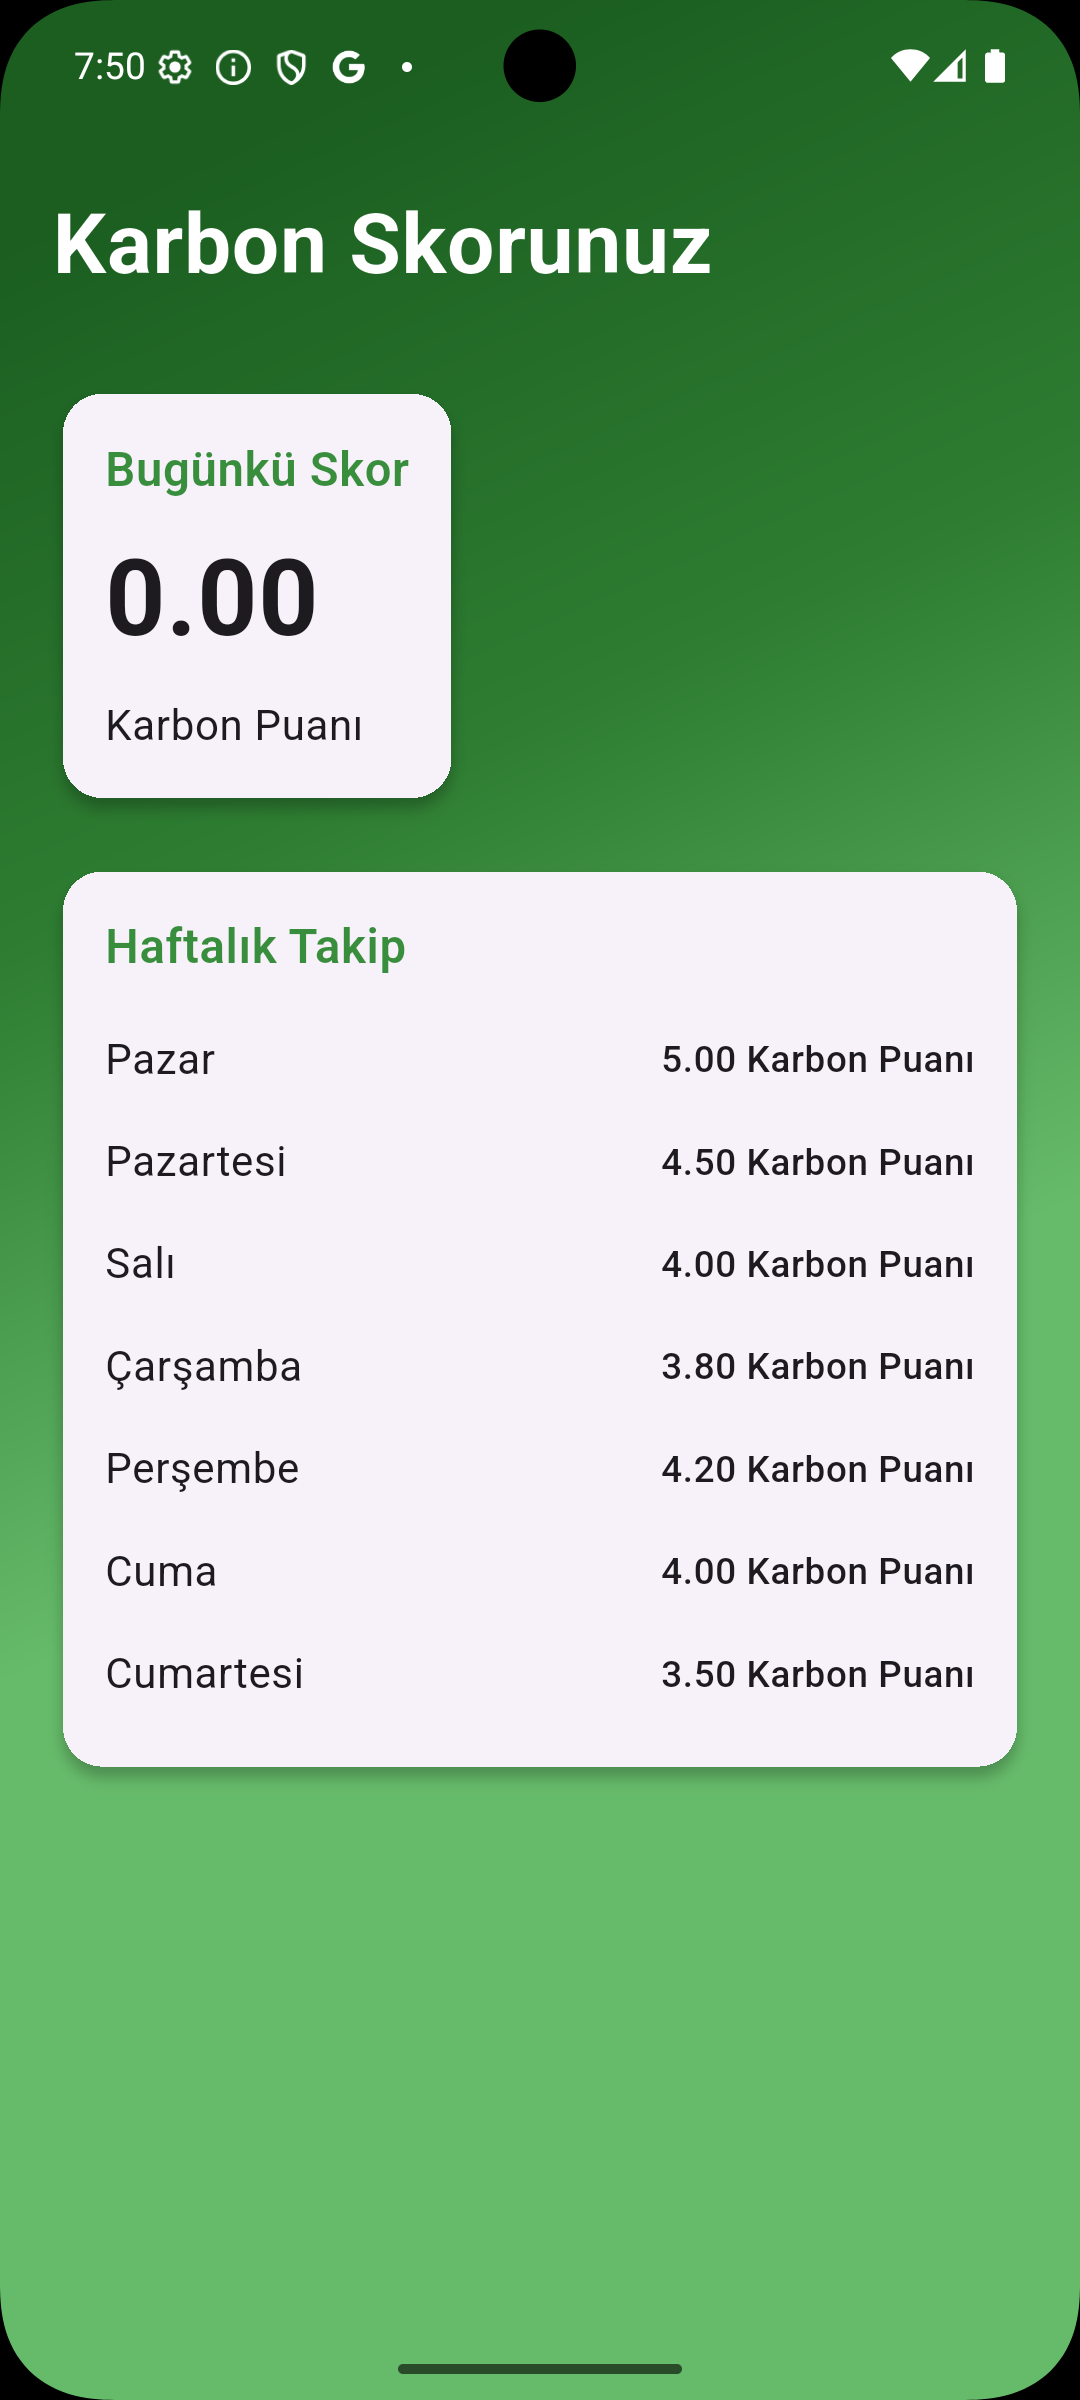 7:50
Karbon Skorunuz
Bugünkü Skor
0.00
Karbon Puanı
Haftalık Takip
Pazar 5.00 Karbon Puanı
Pazartesi 4.50 Karbon Puanı
Salı 4.00 Karbon Puanı
Çarşamba 3.80 Karbon Puanı
Perşembe 4.20 Karbon Puanı
Cuma 4.00 Karbon Puanı
Cumartesi 3.50 Karbon Puanı